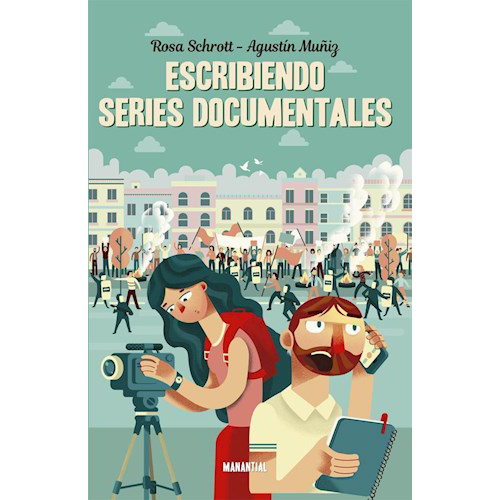 Rosa Schrott - Agustín Muñiz
ESCRIBIENDO
SERIES DOCUMENTALES
MANANTIAL